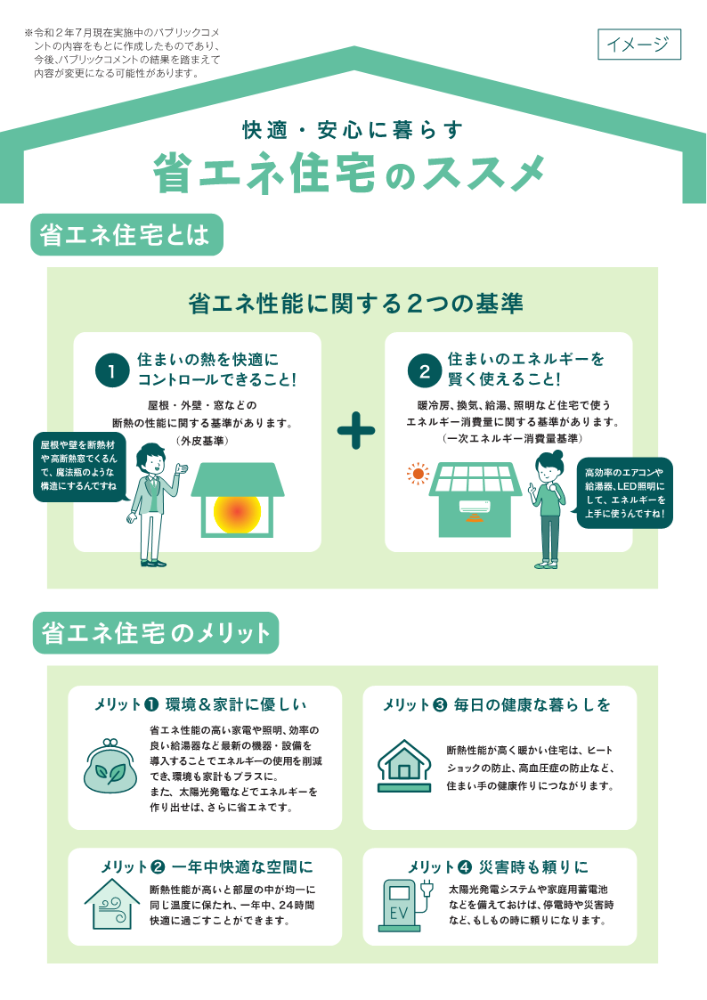 ※令和２年７月現在実施中のパブリックコメ
ントの内容をもとに作成したものであり、
今後、パブリックコメントの結果を踏まえて
内容が変更になる可能性があります。
イメージ
快適・安心に暮らす
省エネ住宅のススメ
省エネ住宅とは
省エネ性能に関する２つの基準
1 住まいの熱を快適に
コントロールできること！
屋根・外壁・窓などの
断熱の性能に関する基準があります。
（外皮基準）
屋根や壁を断熱材
や高断熱窓でくるん
で、魔法瓶のような
構造にするんですね
2 住まいのエネルギーを
賢く使えること！
暖冷房、換気、給湯、照明など住宅で使う
エネルギー消費量に関する基準があります。
（一次エネルギー消費量基準）
高効率のエアコンや
給湯器、LED照明に
して、エネルギーを
上手に使うんですね！
省エネ住宅のメリット
メリット❶ 環境＆家計に優しい
省エネ性能の高い家電や照明、効率の
良い給湯器など最新の機器・設備を
導入することでエネルギーの使用を削減
でき、環境も家計もプラスに。
また、太陽光発電などでエネルギーを
作り出せば、さらに省エネです。
メリット❷ 一年中快適な空間に
断熱性能が高いと部屋の中が均一に
同じ温度に保たれ、一年中、24時間
快適に過ごすことができます。
メリット❸ 毎日の健康な暮らしを
断熱性能が高く暖かい住宅は、ヒート
ショックの防止、高血圧症の防止など、
住まい手の健康作りにつながります。
メリット❹ 災害時も頼りに
EV
太陽光発電システムや家庭用蓄電池
などを備えておけば、停電時や災害時
など、もしもの時に頼りになります。